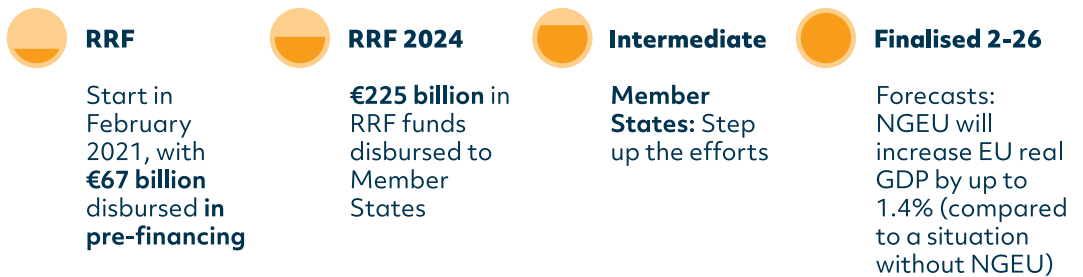 RRF
Start in
February
2021, with
€67 billion
disbursed in
pre-financing
RRF 2024
€225 billion in
RRF funds
disbursed to
Member
States
Intermediate
Member
States: Step
up the efforts
Finalised 2-26
Forecasts:
NGEU will
increase EU real
GDP by up to
1.4% (compared
to a situation
without NGEU)